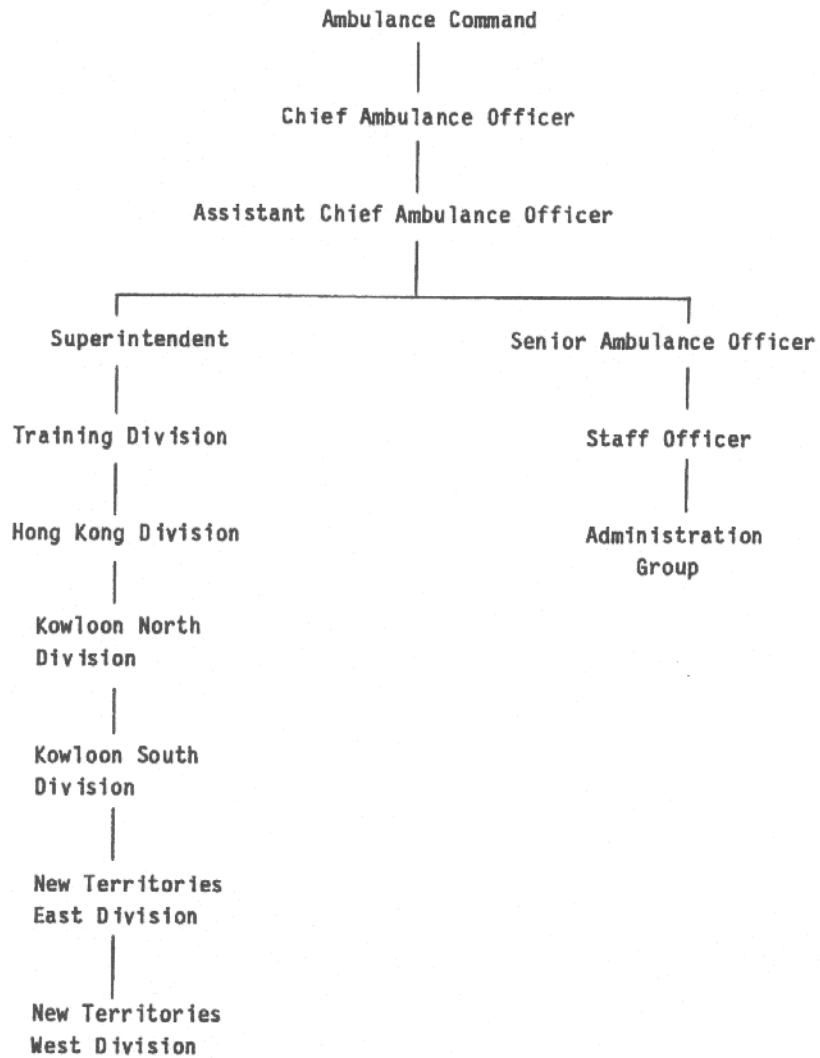 Ambulance Command
Chief Ambulance Officer
Assistant Chief Ambulance Officer
Superintendent
Senior Ambulance Officer
Training Division
Staff Officer
Hong Kong Division
Administration
Group
Kowloon North
Division
Kowloon South
Division
New Territories
East Division
New Territories
West Division